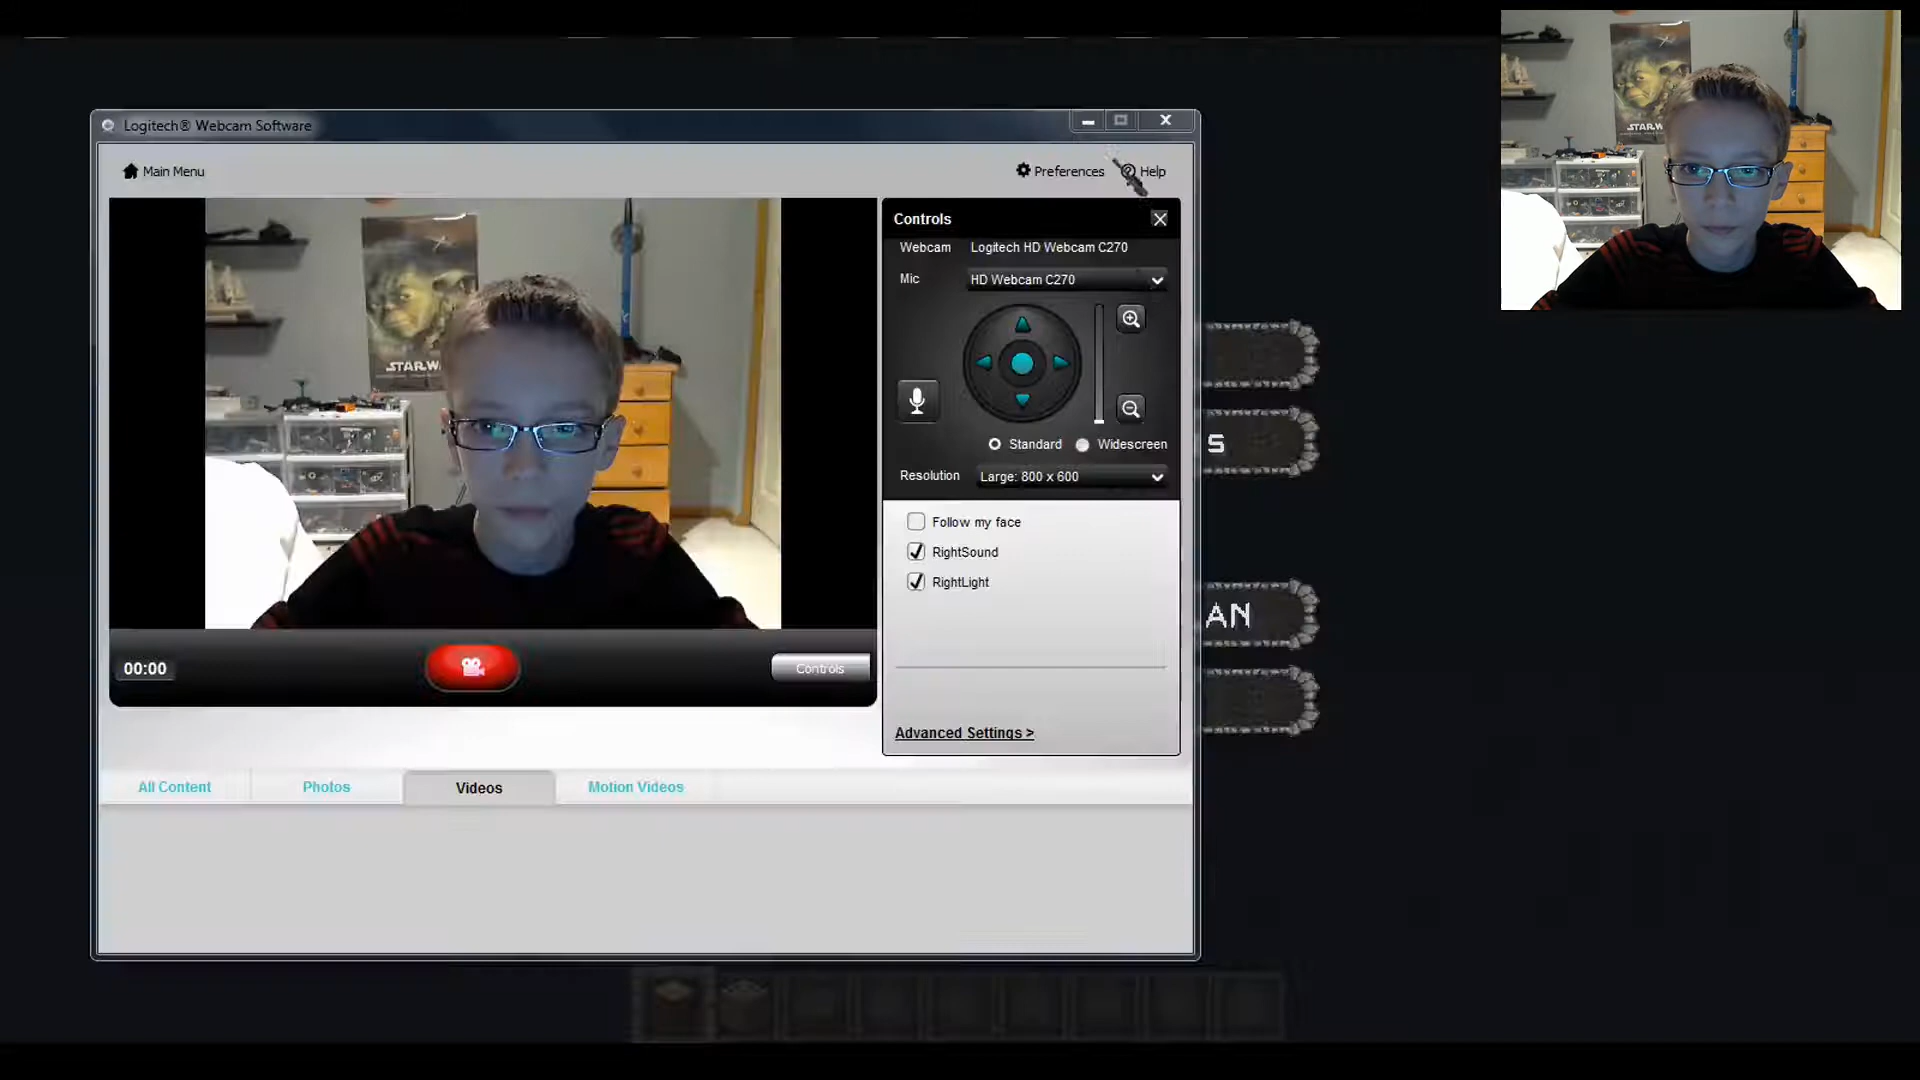 Logitech® Webcam Software
Main Menu
Preferences
Help
STAR W
STAR.W
Controls
Webcam
Logitech HD Webcam C270
Mic
HD Webcam C270
Standard
Widescreen
Resolution
Large: 800 x 600
Follow my face
RightSound
RightLight
00:00
Controls
Advanced Settings >
All Content
Photos
Videos
Motion Videos
S
AN